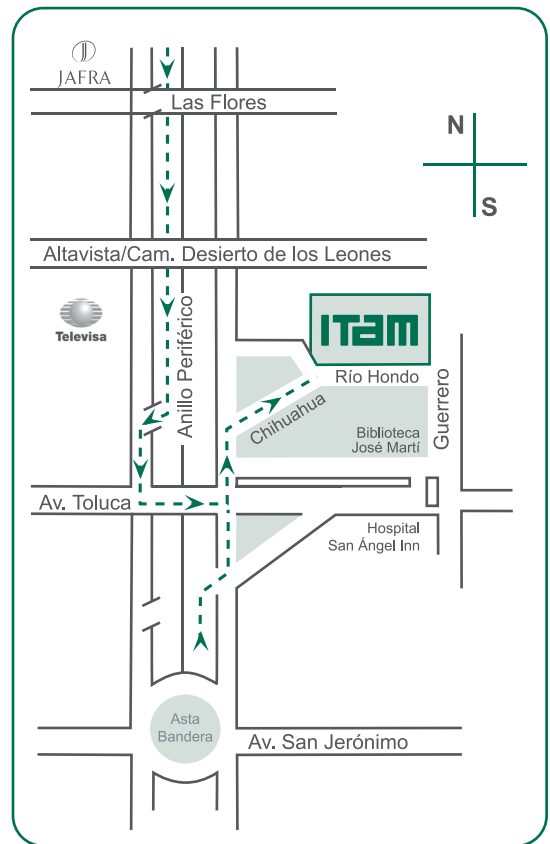 JAFRA
Las Flores
N
S
Altavista/Cam. Desierto de los Leones
Televisa
Anillo Periférico
ITAM
Río Hondo
Chihuahua
Guerrero
Biblioteca
José Martí
Av. Toluca
Hospital
San Ángel Inn
Asta
Bandera
Av. San Jerónimo